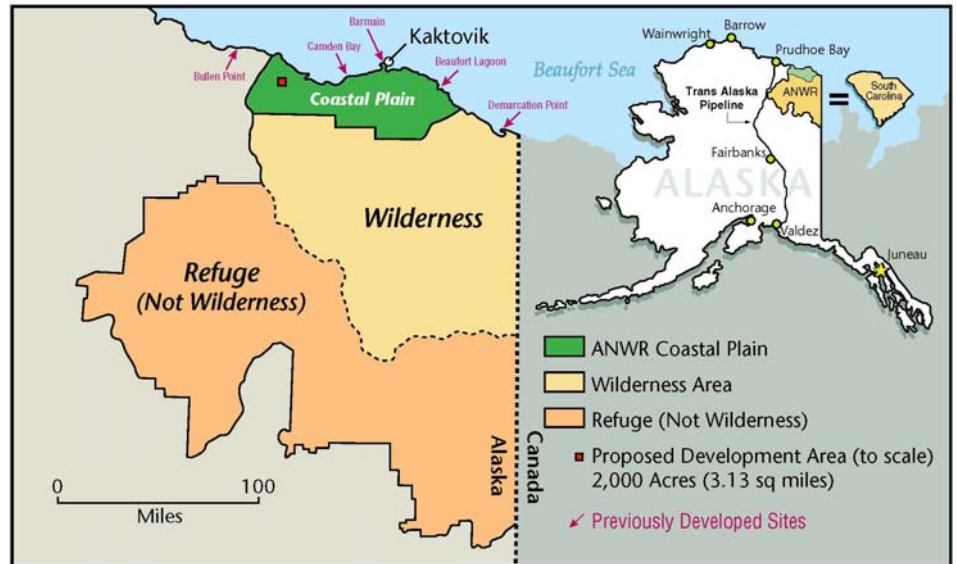 Barmain
Kaktovik
Camden Bay
Bullen Point
Beaufort Lagoon
Coastal Plain
Demarcation Point
Beaufort Sea
Wilderness
Refuge
(Not Wilderness)
0 100
Miles
Alaska
Canada
Wainwright
Barrow
Prudhoe Bay
Trans Alaska
Pipeline
ANWR
=
South
Carolina
Fairbanks
ALASKA
Anchorage
Valdez
Juneau
ANWR Coastal Plain
Wilderness Area
Refuge (Not Wilderness)
Proposed Development Area (to scale)
2,000 Acres (3.13 sq miles)
Previously Developed Sites